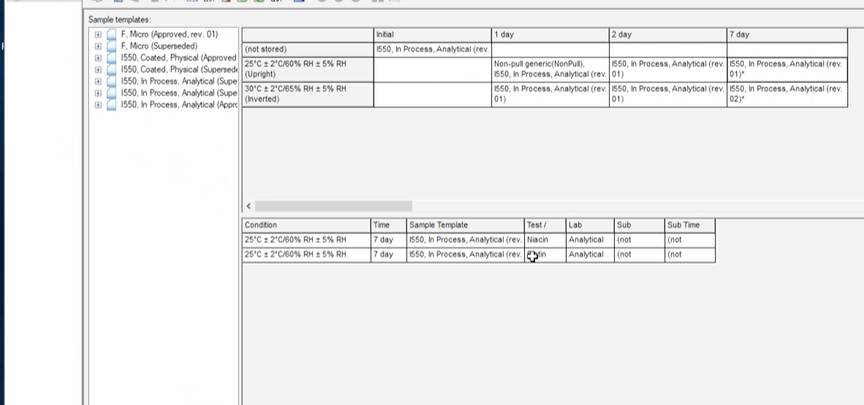 Sample templates:
F, Micro (Approved, rev. 01)
F, Micro (Superseded)
I550, Coated, Physical (Approved
I550, Coated, Physical (Supersed
I550, In Process, Analytical (Supe
I550, In Process, Analytical (Supe
I550, In Process, Analytical (Appro
Initial 1 day 2 day 7 day
(not stored) I550, In Process, Analytical (rev.
25°C ± 2°C/60% RH ± 5% RH Non-pull generic(NonPull), I550, In Process, Analytical (rev. I550, In Process, Analytical (rev.
(Upright) I550, In Process, Analytical (rev. 01) 01)*
30°C ± 2°C/65% RH ± 5% RH I550, In Process, Analytical (rev. I550, In Process, Analytical (rev. I550, In Process, Analytical (rev.
(Inverted) 01) 01) 02)*
Condition Time Sample Template Test / Lab Sub Sub Time
25°C ± 2°C/60% RH ± 5% RH 7 day I550, In Process, Analytical (rev. Niacin Analytical (not (not
25°C ± 2°C/60% RH ± 5% RH 7 day I550, In Process, Analytical (rev. Analytical (not (not